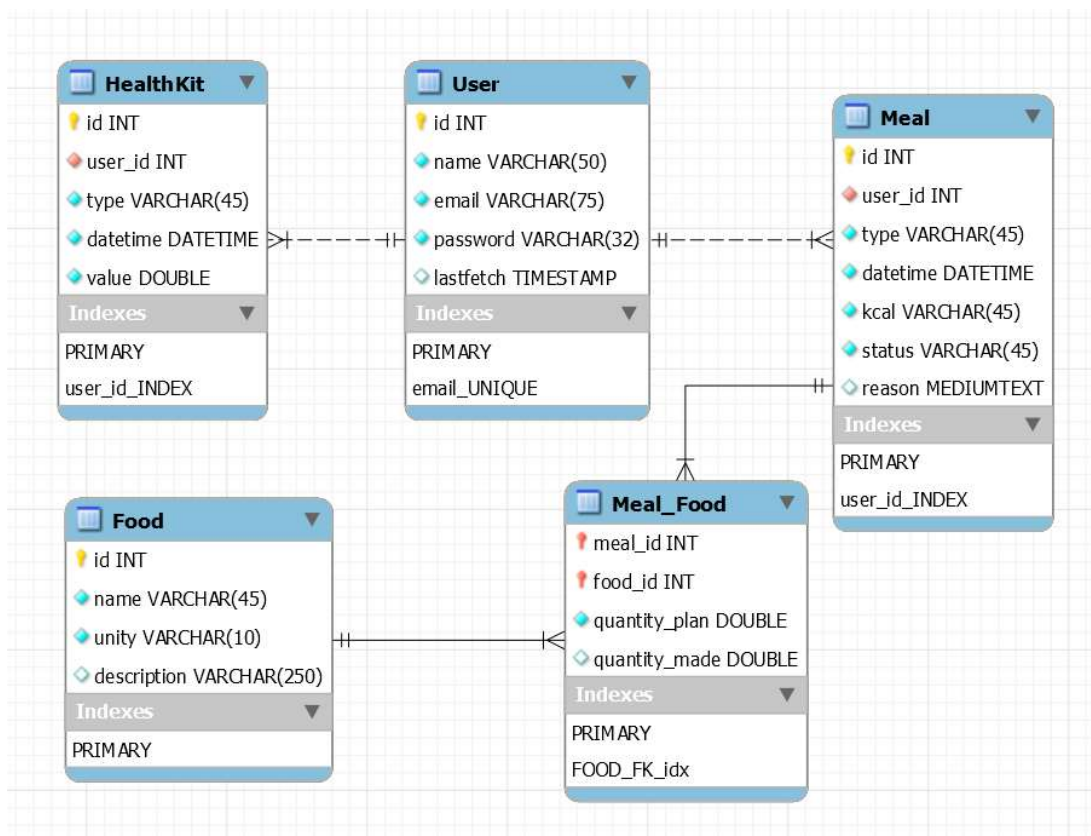 HealthKit
id INT
user_id INT
type VARCHAR(45)
datetime DATETIME
value DOUBLE
Indexes
PRIMARY
user_id_INDEX
User
id INT
name VARCHAR(50)
email VARCHAR(75)
password VARCHAR(32)
lastfetch TIMESTAMP
Indexes
PRIMARY
email_UNIQUE
Meal
id INT
user_id INT
type VARCHAR(45)
datetime DATETIME
kcal VARCHAR(45)
status VARCHAR(45)
reason MEDIUMTEXT
Indexes
PRIMARY
user_id_INDEX
Food
id INT
name VARCHAR(45)
unity VARCHAR(10)
description VARCHAR(250)
Indexes
PRIMARY
Meal_Food
meal_id INT
food_id INT
quantity_plan DOUBLE
quantity_made DOUBLE
Indexes
PRIMARY
FOOD_FK_idx